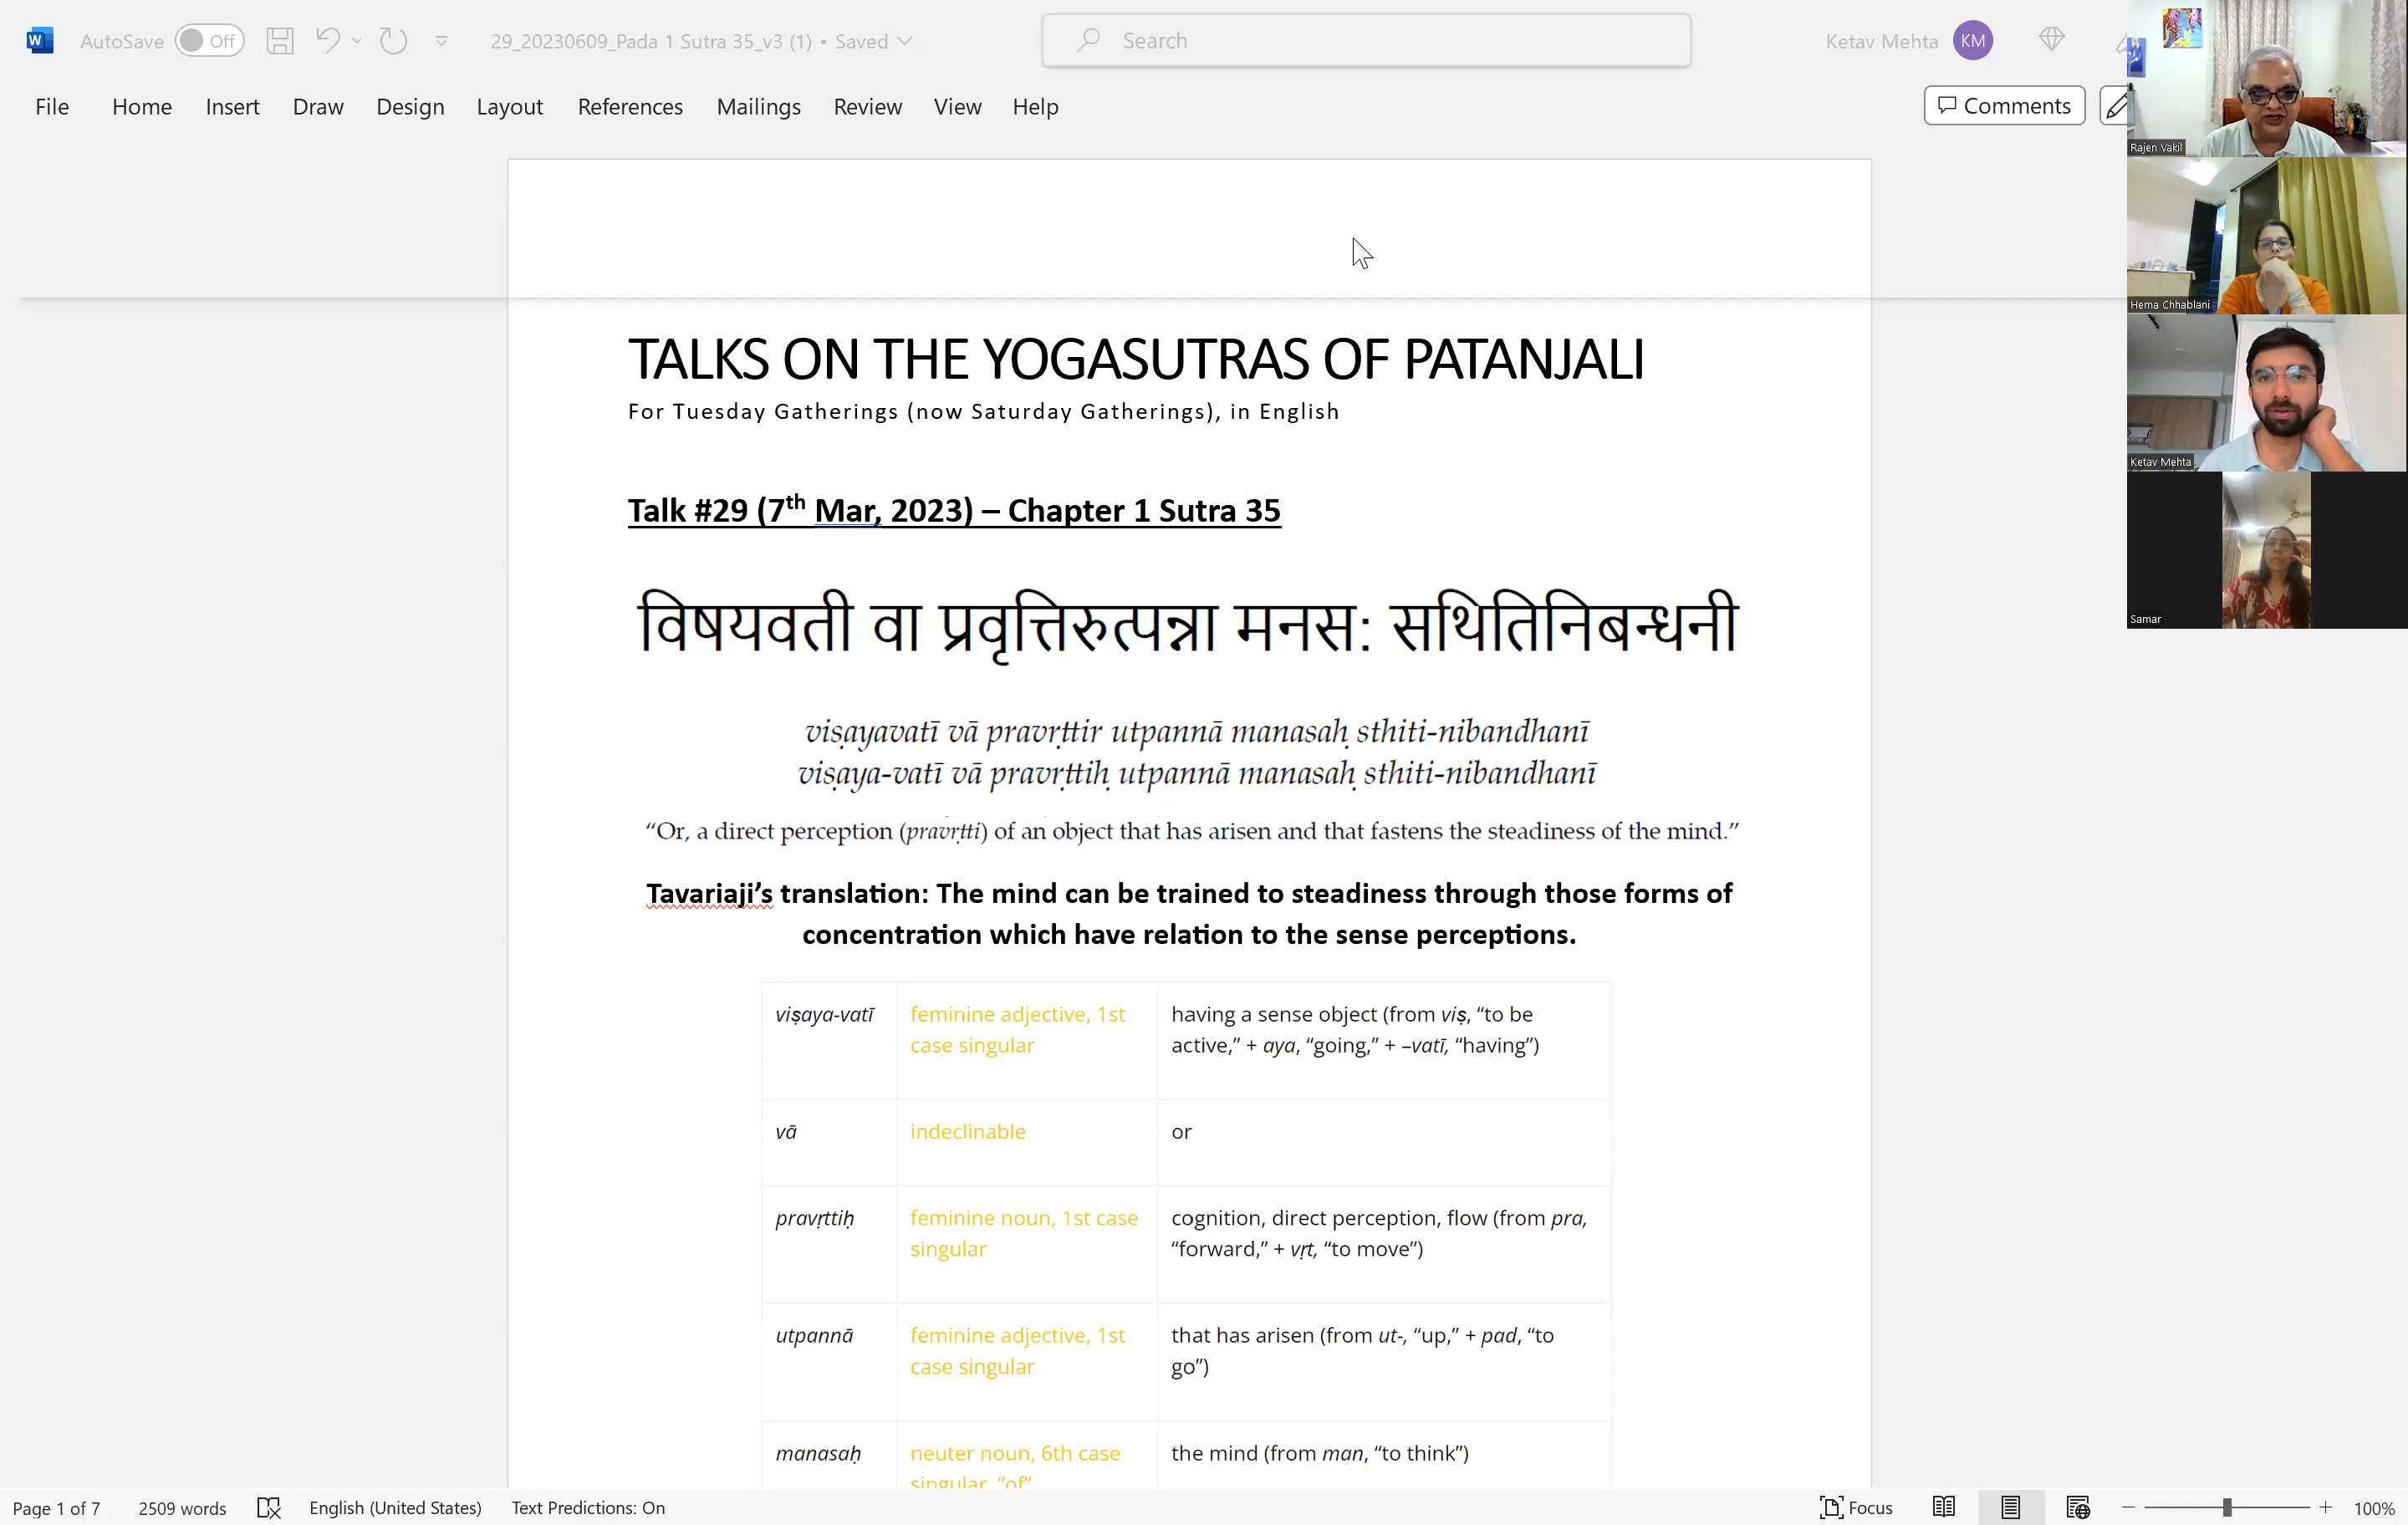 AutoSave Off 29_20230609_Pada 1 Sutra 35_v3 (1) • Saved Search Ketav Mehta KM
File Home Insert Draw Design Layout References Mailings Review View Help Comments
TALKS ON THE YOGASUTRAS OF PATANJALI
For Tuesday Gatherings (now Saturday Gatherings), in English
Talk #29 (7th Mar, 2023) – Chapter 1 Sutra 35
विषयवती वा प्रवृत्तिरुत्पन्ना मनस: सथितिनिबन्धनी
viṣayavatī vā pravṛttir utpannā manasaḥ sthiti-nibandhanī
viṣaya-vatī vā pravṛttiḥ utpannā manasaḥ sthiti-nibandhanī
“Or, a direct perception (pravṛtti) of an object that has arisen and that fastens the steadiness of the mind.”
Tavariaji’s translation: The mind can be trained to steadiness through those forms of
concentration which have relation to the sense perceptions.
viṣaya-vatī feminine adjective, 1st having a sense object (from viṣ, “to be
case singular active,” + aya, “going,” + –vatī, “having”)
vā indeclinable or
pravṛttiḥ feminine noun, 1st case cognition, direct perception, flow (from pra,
singular “forward,” + vṛt, “to move”)
utpannā feminine adjective, 1st that has arisen (from ut-, “up,” + pad, “to
case singular go”)
manasaḥ neuter noun, 6th case the mind (from man, “to think”)
singular, “of”
Page 1 of 7 2509 words English (United States) Text Predictions: On Focus 100%
Rajen Vakil
Hema Chhablani
Ketav Mehta
Samar